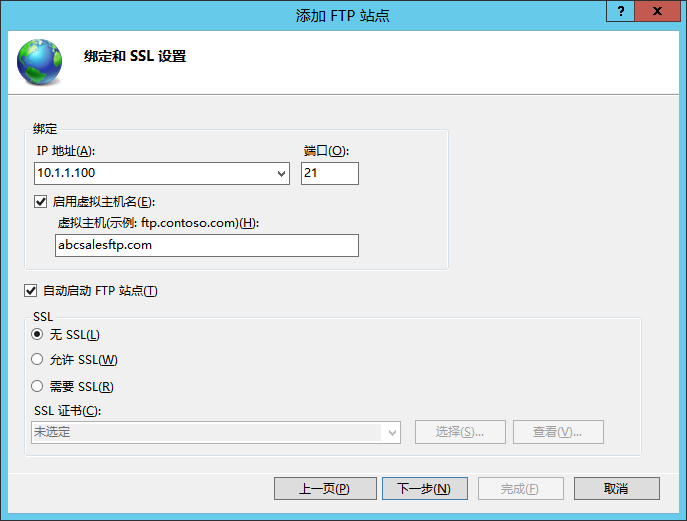 添加 FTP 站点
?
绑定和 SSL 设置
绑定
IP 地址(A): 端口(O):
10.1.1.100 21
启用虚拟主机名(E):
虚拟主机(示例: ftp.contoso.com)(H):
abcsalesftp.com
自动启动 FTP 站点(T)
SSL
无 SSL(L)
允许 SSL(W)
需要 SSL(R)
SSL 证书(C):
未选定 选择(S)... 查看(V)...
上一页(P) 下一步(N) 完成(F) 取消